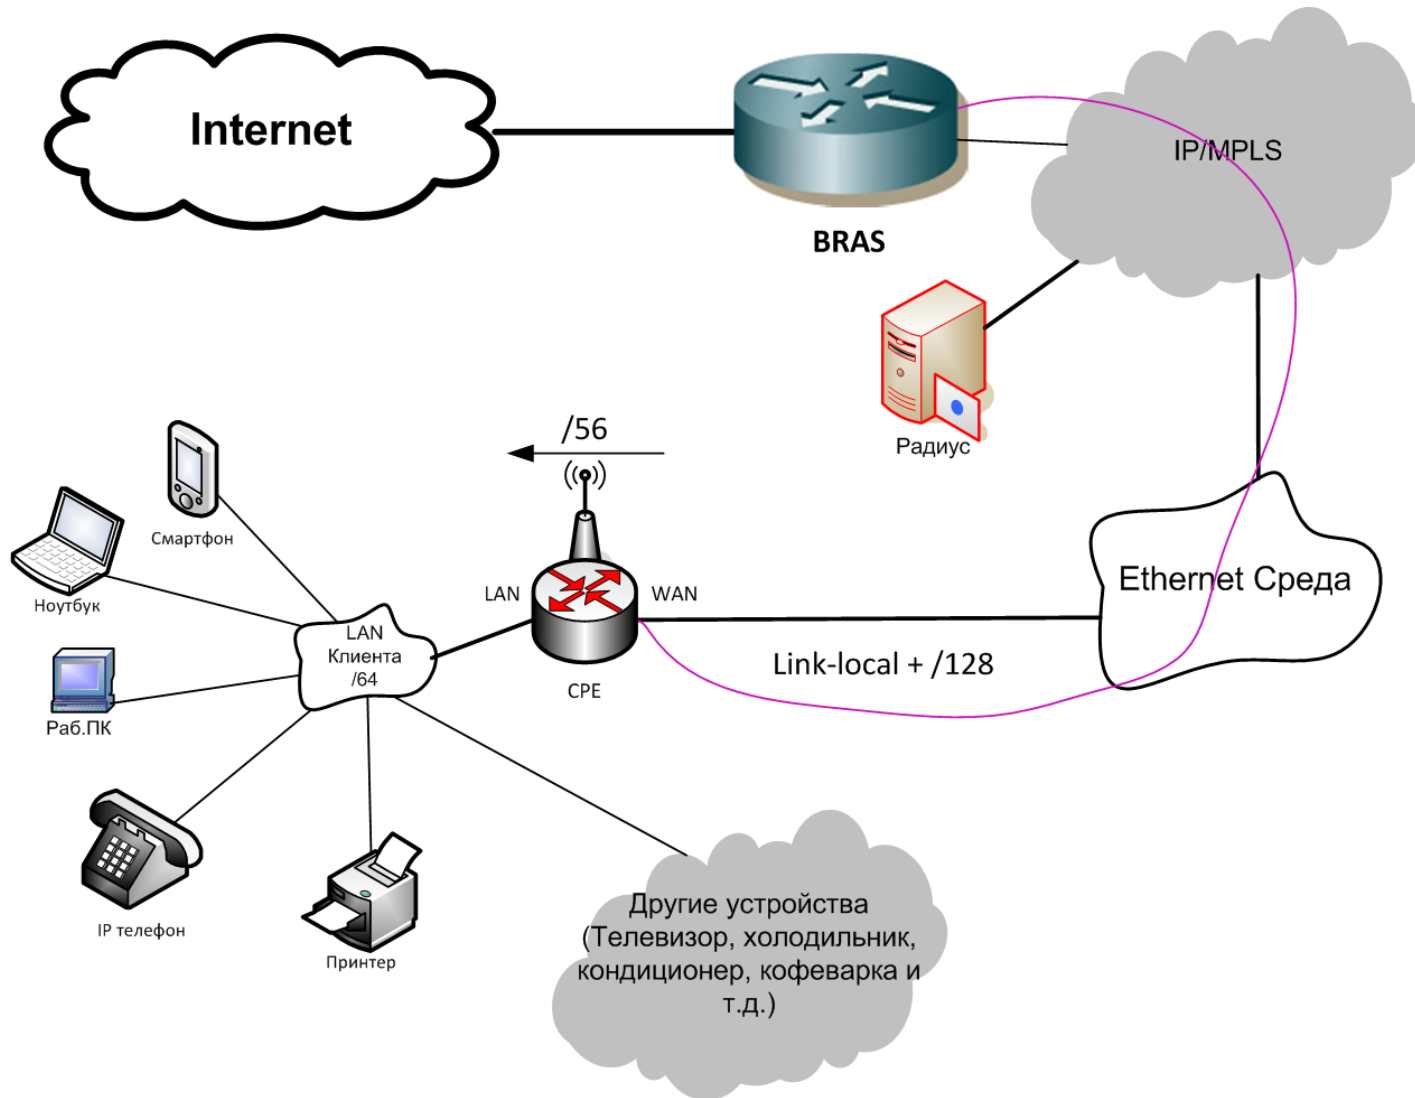 Internet
IP/MPLS
BRAS
Радиус
/56
Смартфон
Ноутбук
LAN
WAN
Ethernet Среда
LAN
Клиента
/64
Link-local + /128
CPE
Раб.ПК
IP телефон
Принтер
Другие устройства
(Телевизор, холодильник,
кондиционер, кофеварка и
т.д.)